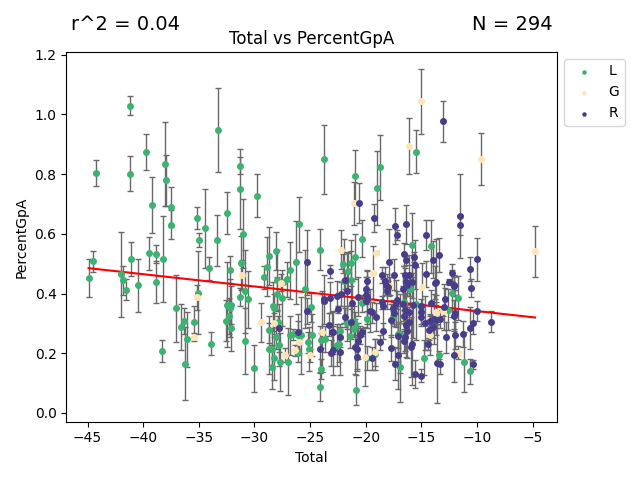 r^2 = 0.04
N = 294
Total vs PercentGpA
1.2
1.0
0.8
0.6
0.4
0.2
0.0
PercentGpA
−45
−40
−35
−30
−25
−20
−15
−10
−5
Total
L
G
R